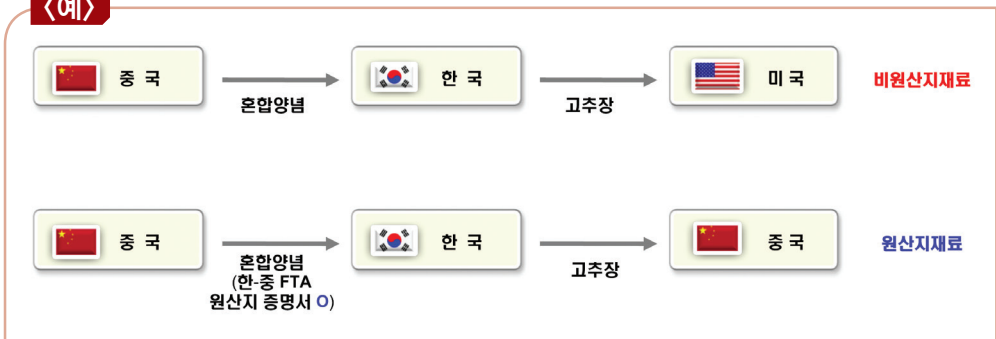 〈예〉
중 국
혼합양념
한 국
고추장
미 국
비원산지재료
중 국
혼합양념
(한-중 FTA
원산지 증명서 O)
한 국
고추장
중 국
원산지재료